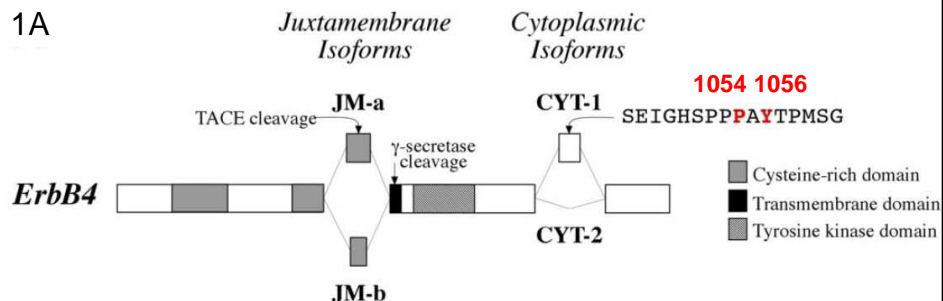 1A
Juxtamembrane
Isoforms
Cytoplasmic
Isoforms
1054 1056
JM-a
CYT-1
SEIGHSPPPAYTPMSG
TACE cleavage
γ-secretase
cleavage
ErbB4
CYT-2
JM-b
Cysteine-rich domain
Transmembrane domain
Tyrosine kinase domain